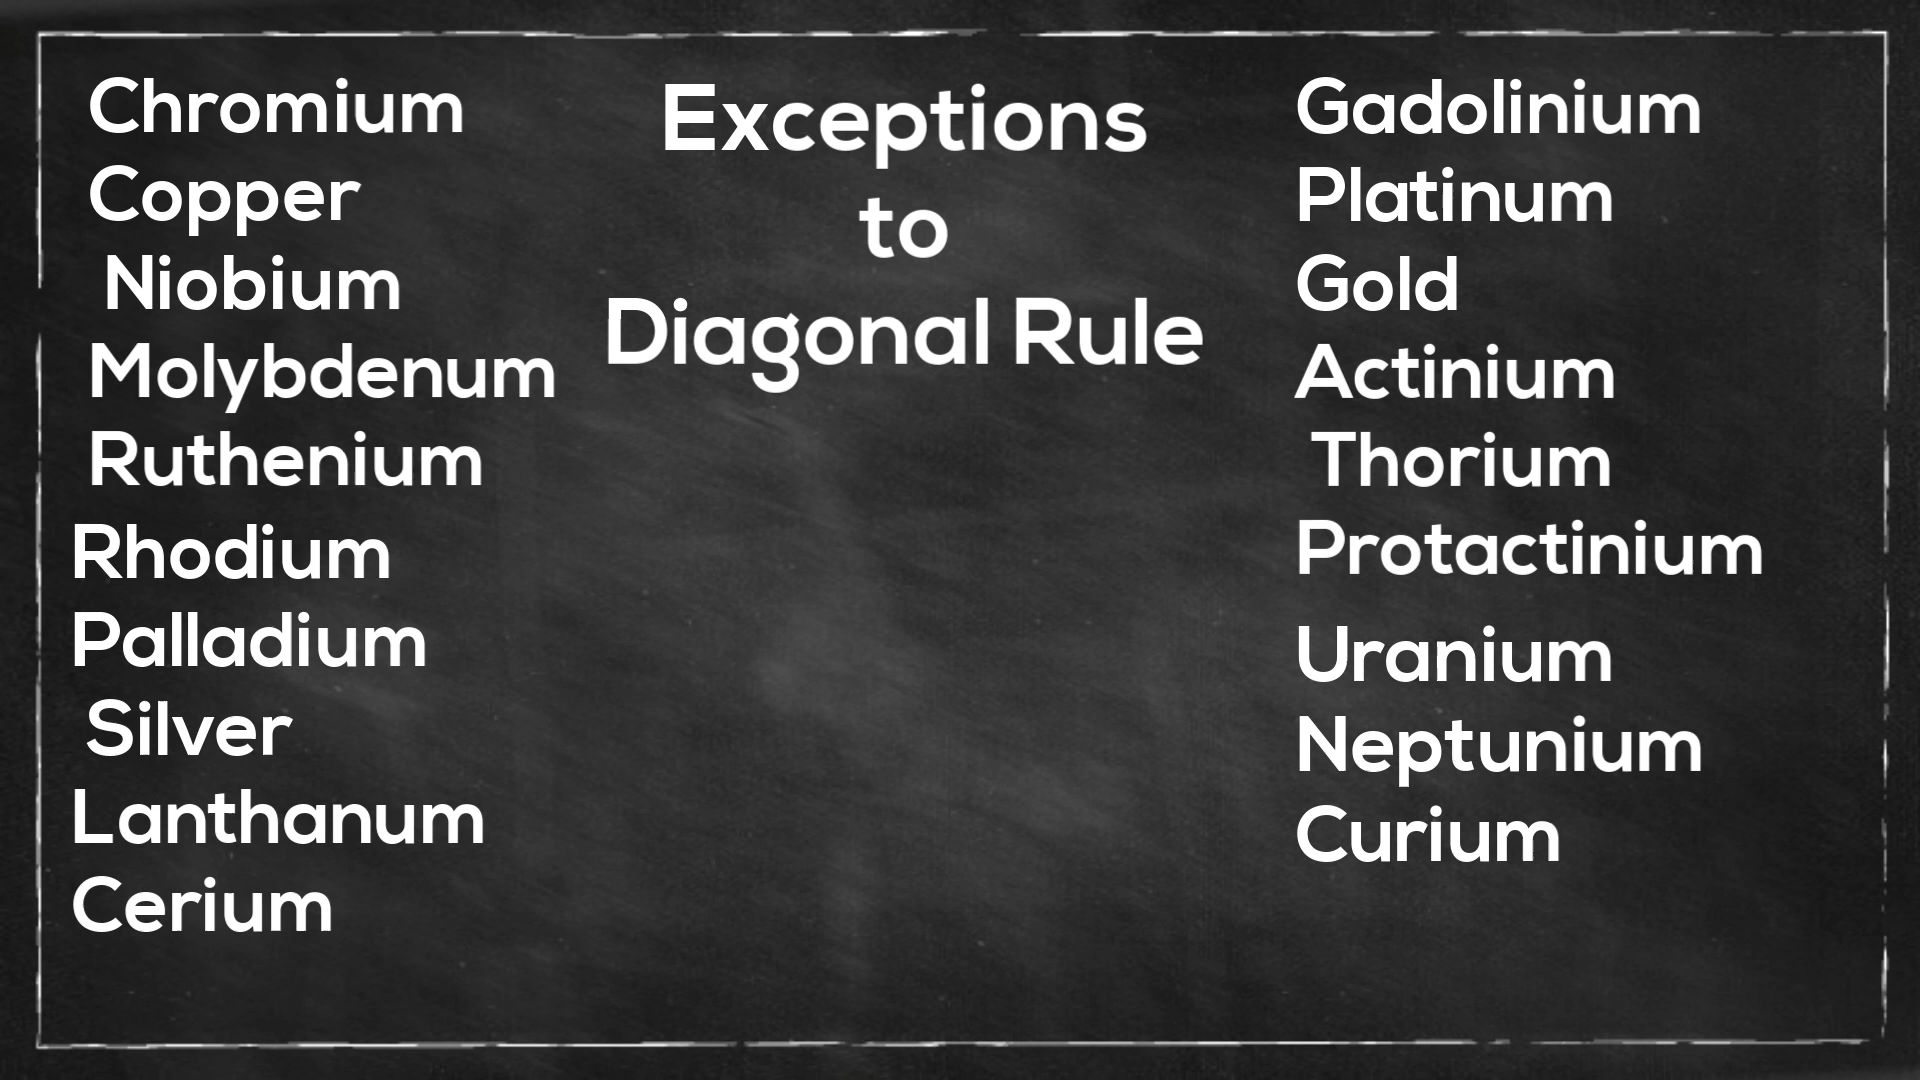 Chromium
Copper
Niobium
Molybdenum
Ruthenium
Rhodium
Palladium
Silver
Lanthanum
Cerium
Exceptions
to
Diagonal Rule
Gadolinium
Platinum
Gold
Actinium
Thorium
Protactinium
Uranium
Neptunium
Curium